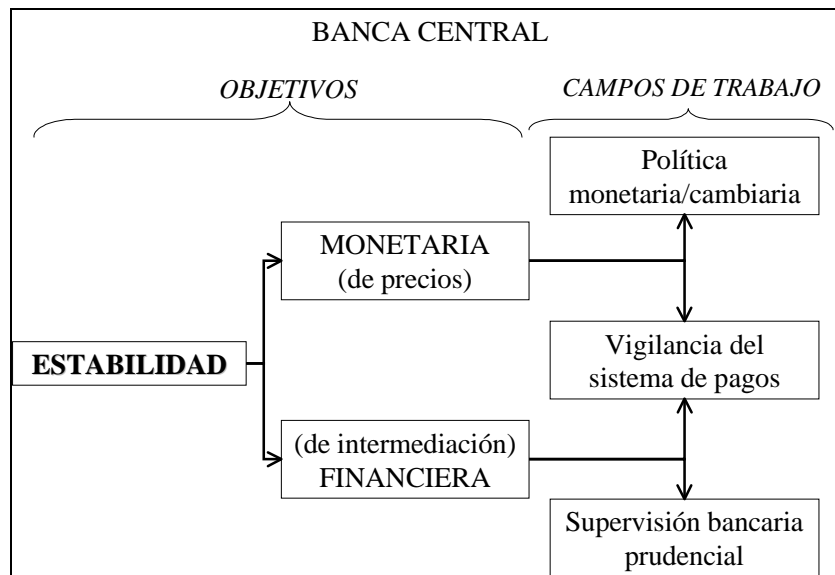 BANCA CENTRAL
OBJETIVOS
CAMPOS DE TRABAJO
Política
monetaria/cambiaria
MONETARIA
(de precios)
ESTABILIDAD
Vigilancia del
sistema de pagos
(de intermediación)
FINANCIERA
Supervisión bancaria
prudencial